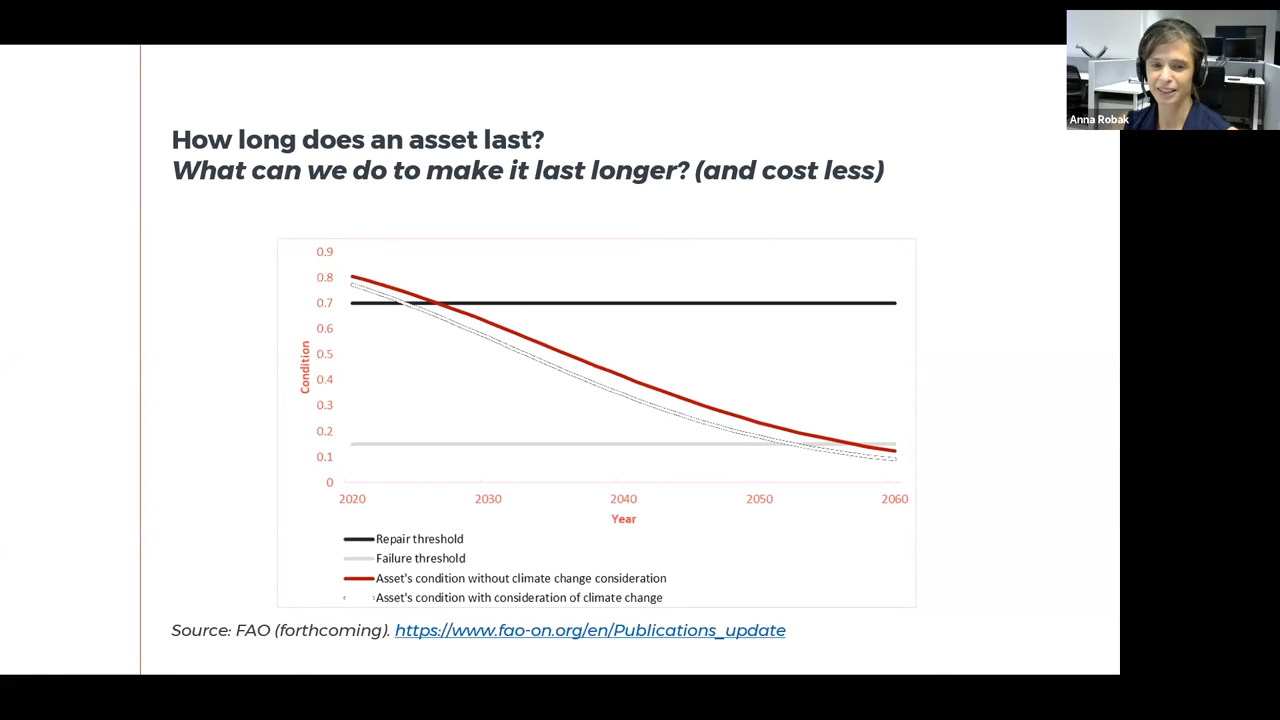 Anna Robak
How long does an asset last?
What can we do to make it last longer? (and cost less)
0.9
0.8
0.7
0.6
0.5
0.4
0.3
0.2
0.1
0
Condition
2020 2030 2040 2050 2060
Year
Repair threshold
Failure threshold
Asset's condition without climate change consideration
Asset's condition with consideration of climate change
Source: FAO (forthcoming). https://www.fao-on.org/en/Publications_update